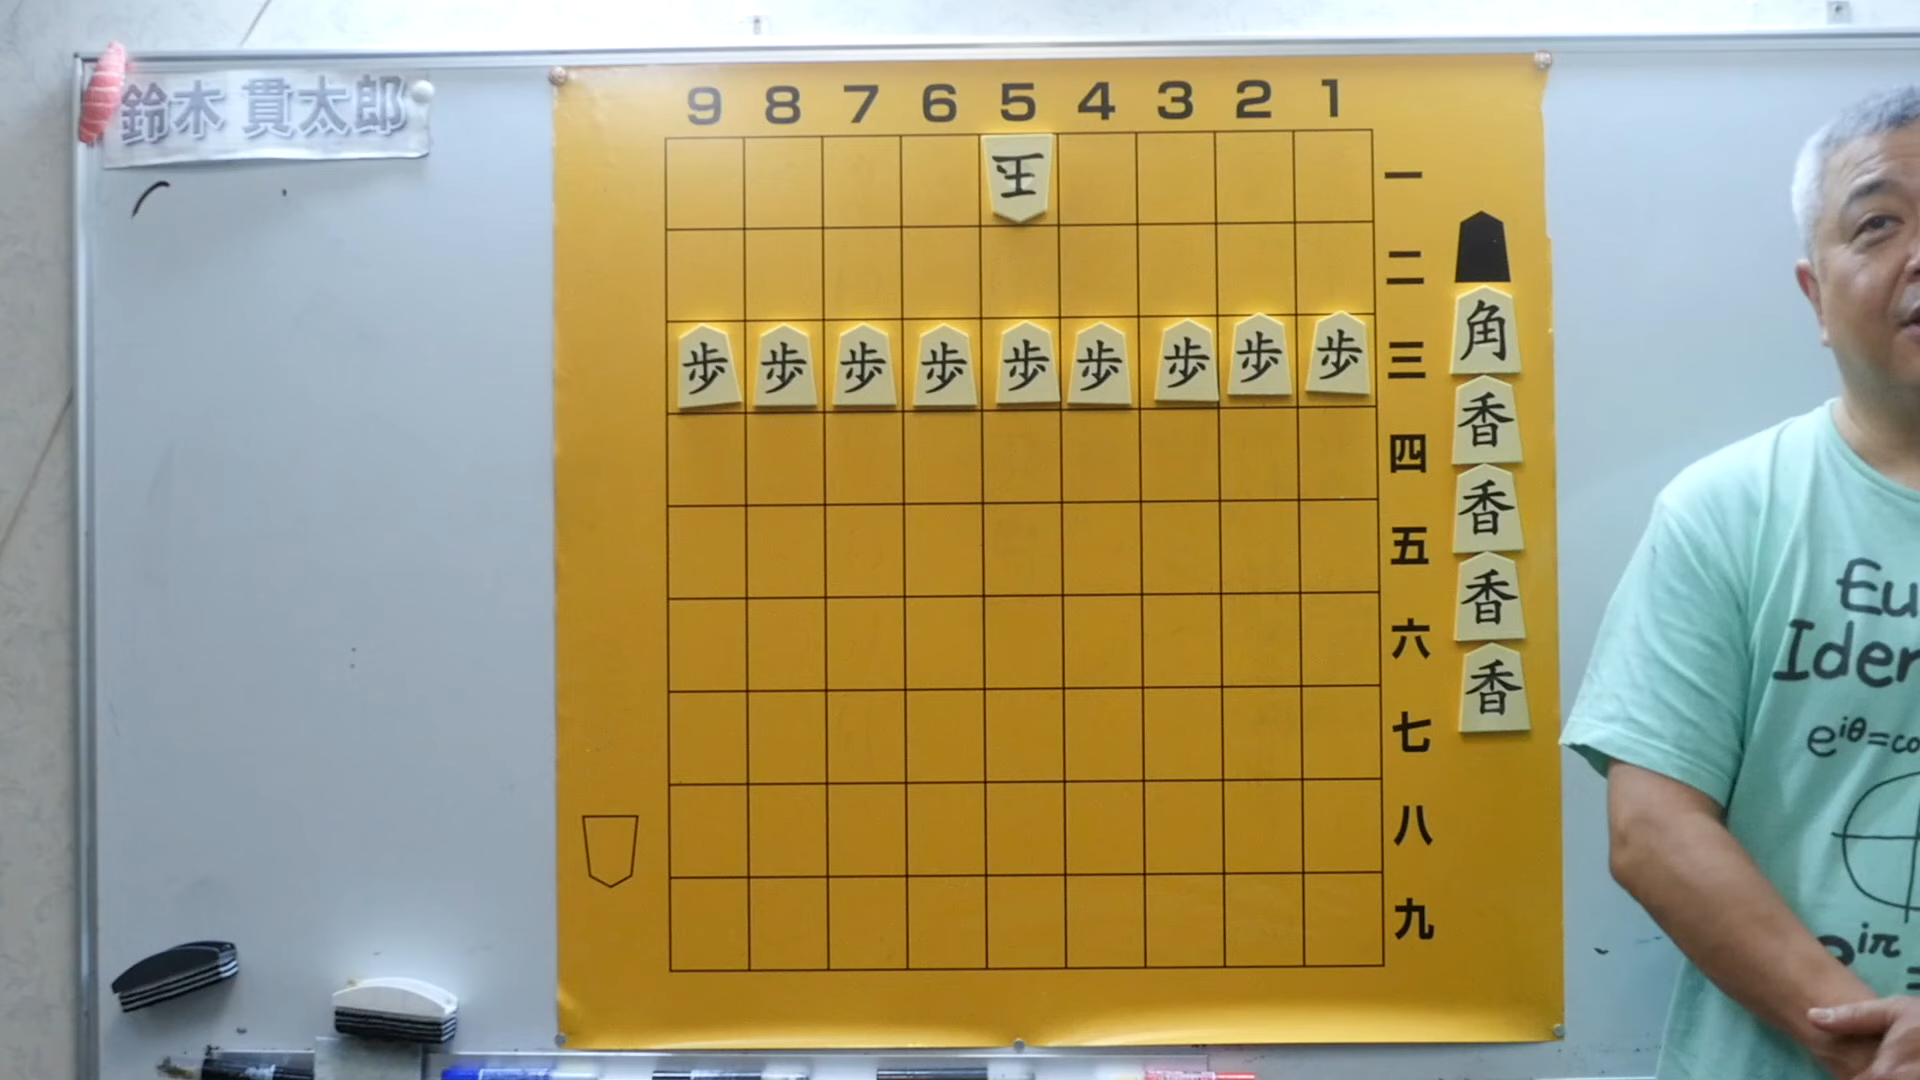 鈴木 貫太郎
9 8 7 6 5 4 3 2 1
王
一
二
歩 歩 歩 歩 歩 歩 歩 歩 歩
三
四
五
六
七
八
九
角
香
香
香
香
Eu
Iden
e^iθ=co
e^iπ
=